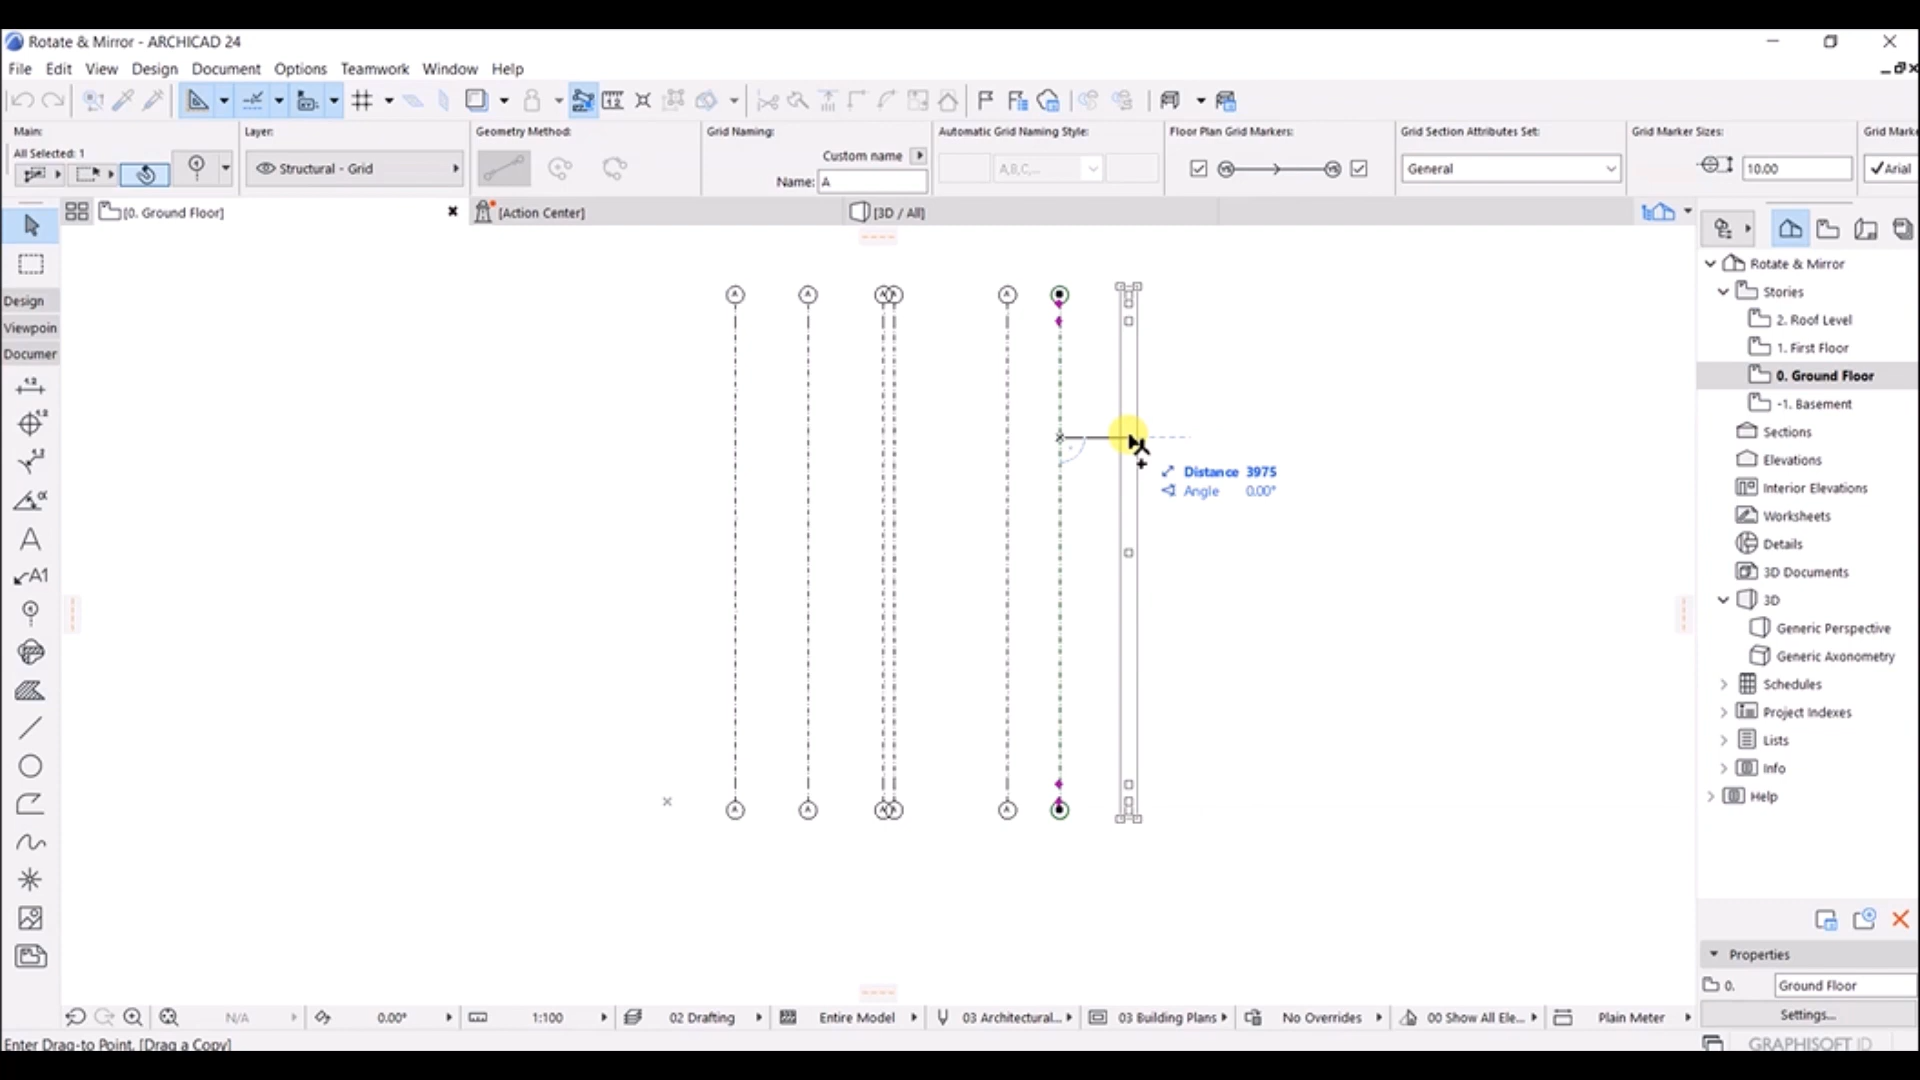 Rotate & Mirror - ARCHICAD 24
File Edit View Design Document Options Teamwork Window Help
Main:
All Selected: 1
Layer:
Structural - Grid
Geometry Method:
Grid Naming:
Custom name
Name: A
Automatic Grid Naming Style:
A,B,C,...
Floor Plan Grid Markers:
Grid Section Attributes Set:
General
Grid Marker Sizes:
10.00
Grid Marke
Arial
[0. Ground Floor]
[Action Center]
[3D / All]
Design
Viewpoin
Documer
Distance 3975
Angle 0.00°
Rotate & Mirror
Stories
2. Roof Level
1. First Floor
0. Ground Floor
-1. Basement
Sections
Elevations
Interior Elevations
Worksheets
Details
3D Documents
3D
Generic Perspective
Generic Axonometry
Schedules
Project Indexes
Lists
Info
Help
Properties
0. Ground Floor
Settings...
GRAPHISOFT ID
N/A 0.00° 1:100 02 Drafting Entire Model 03 Architectural... 03 Building Plans No Overrides 00 Show All Ele... Plain Meter
Enter Drag-to Point. [Drag a Copy]